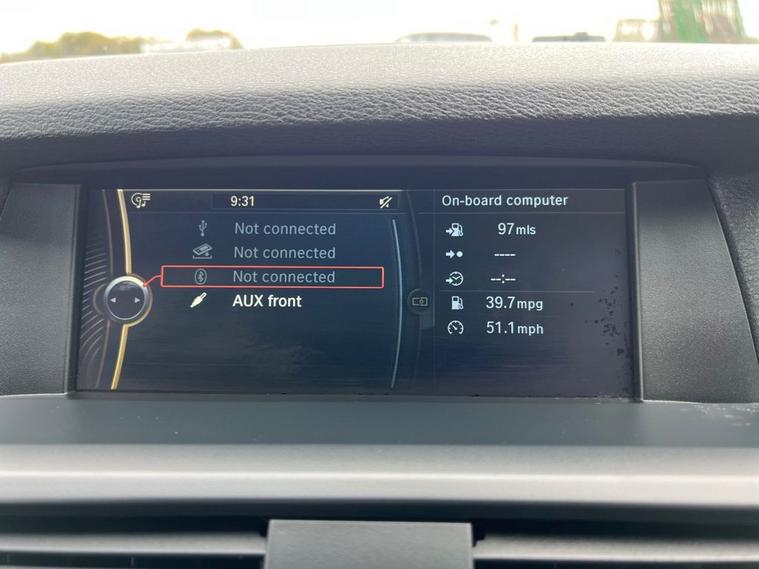 9:31
Not connected
Not connected
Not connected
AUX front
On-board computer
97 mls
----
--:--
39.7 mpg
51.1 mph